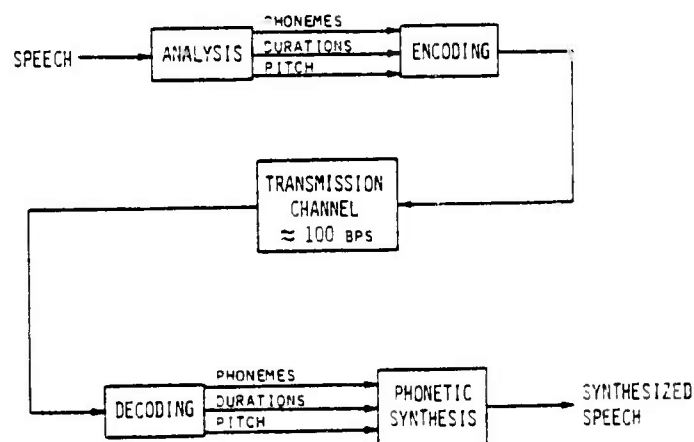 PHONEMES
SPEECH
ANALYSIS
DURATIONS
PITCH
ENCODING
TRANSMISSION
CHANNEL
≈ 100 BPS
PHONEMES
DECODING
DURATIONS
PITCH
PHONETIC
SYNTHESIS
SYNTHESIZED
SPEECH